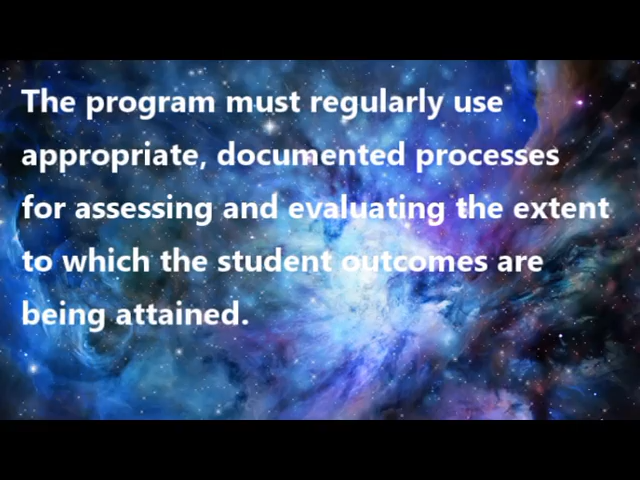 The program must regularly use
appropriate, documented processes
for assessing and evaluating the extent
to which the student outcomes are
being attained.